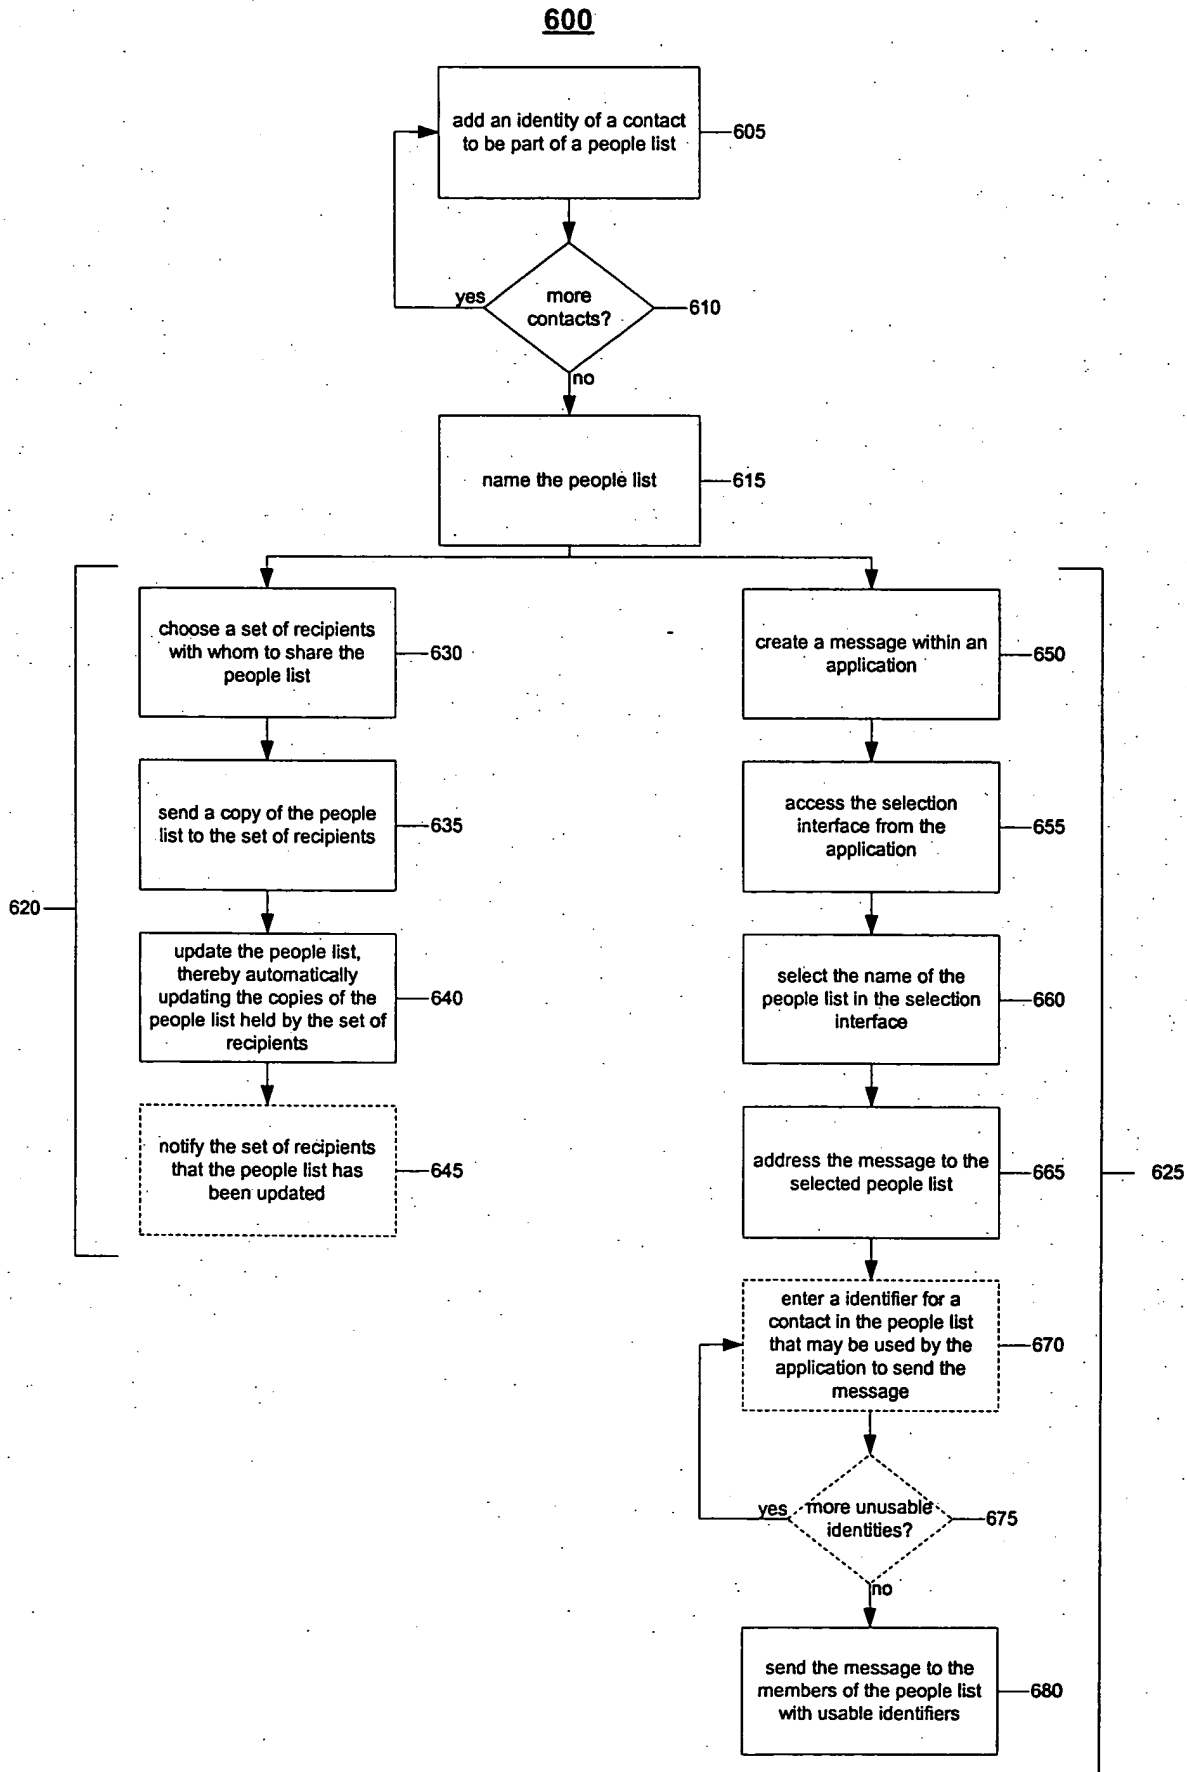 600
add an identity of a contact
to be part of a people list
605
yes
more
contacts?
610
no
name the people list
615
620
choose a set of recipients
with whom to share the
people list
630
send a copy of the people
list to the set of recipients
635
update the people list,
thereby automatically
updating the copies of the
people list held by the set of
recipients
640
notify the set of recipients
that the people list has
been updated
645
create a message within an
application
650
access the selection
interface from the
application
655
select the name of the
people list in the selection
interface
660
address the message to the
selected people list
665
625
enter a identifier for a
contact in the people list
that may be used by the
application to send the
message
670
yes
more unusable
identities?
675
no
send the message to the
members of the people list
with usable identifiers
680